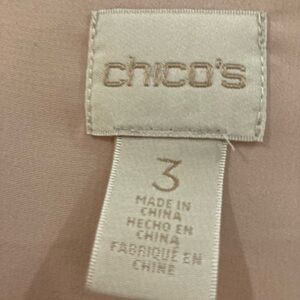 chico's
3
MADE IN
CHINA
HECHO EN
CHINA
FABRIQUÉ EN
CHINE